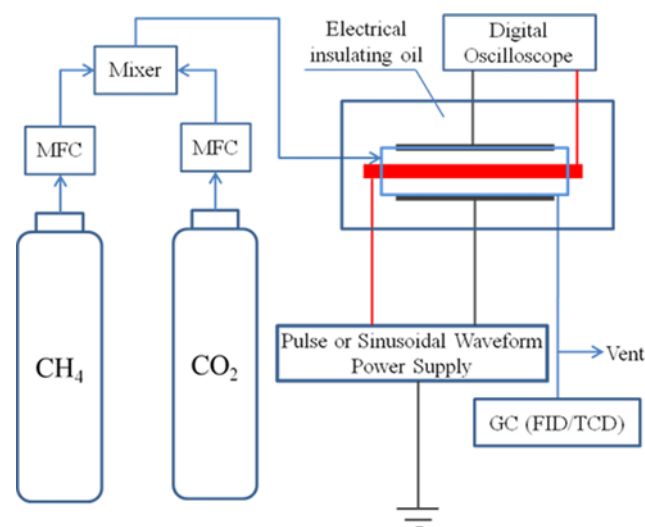 Electrical
insulating oil
Digital
Oscilloscope
Mixer
MFC
MFC
CH₄
CO₂
Pulse or Sinusoidal Waveform
Power Supply
Vent
GC (FID/TCD)